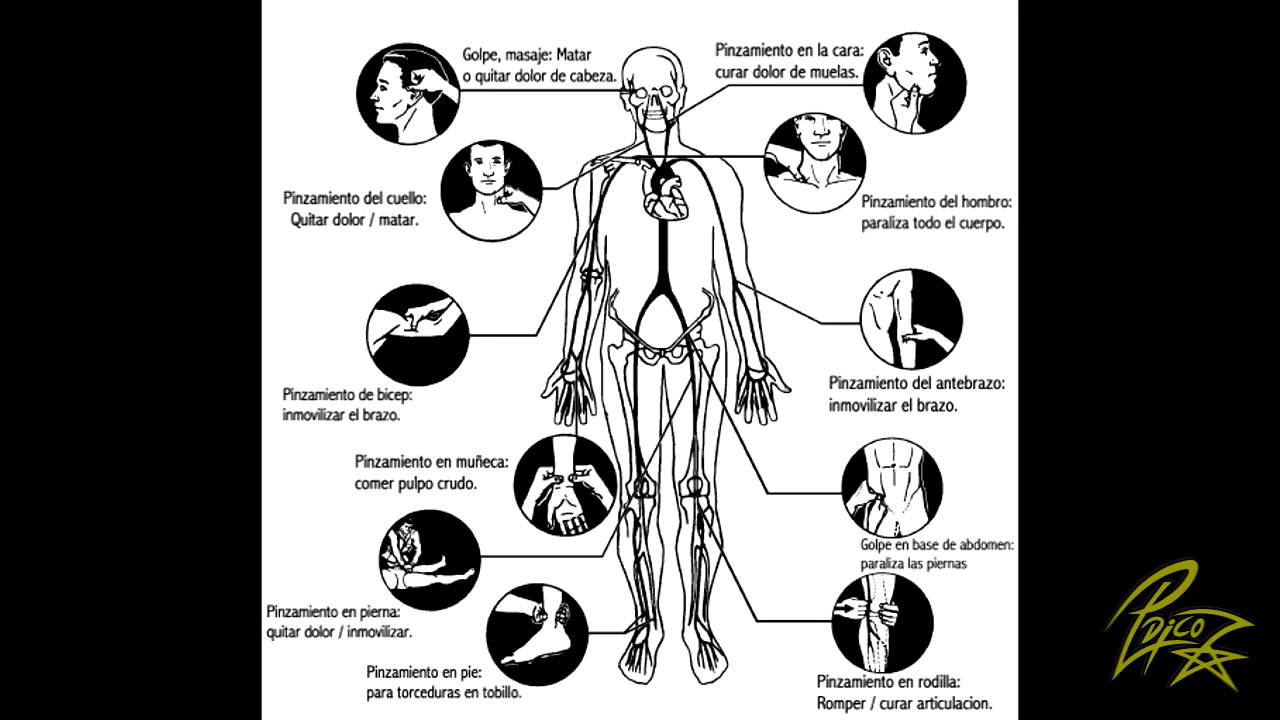 Golpe, masaje: Matar
o quitar dolor de cabeza.
Pinzamiento en la cara:
curar dolor de muelas.
Pinzamiento del cuello:
Quitar dolor / matar.
Pinzamiento del hombro:
paraliza todo el cuerpo.
Pinzamiento de bicep:
inmovilizar el brazo.
Pinzamiento del antebrazo:
inmovilizar el brazo.
Pinzamiento en muñeca:
comer pulpo crudo.
Golpe en base de abdomen:
paraliza las piernas
Pinzamiento en pierna:
quitar dolor / inmovilizar.
Pinzamiento en pie:
para torceduras en tobillo.
Pinzamiento en rodilla:
Romper / curar articulacion.